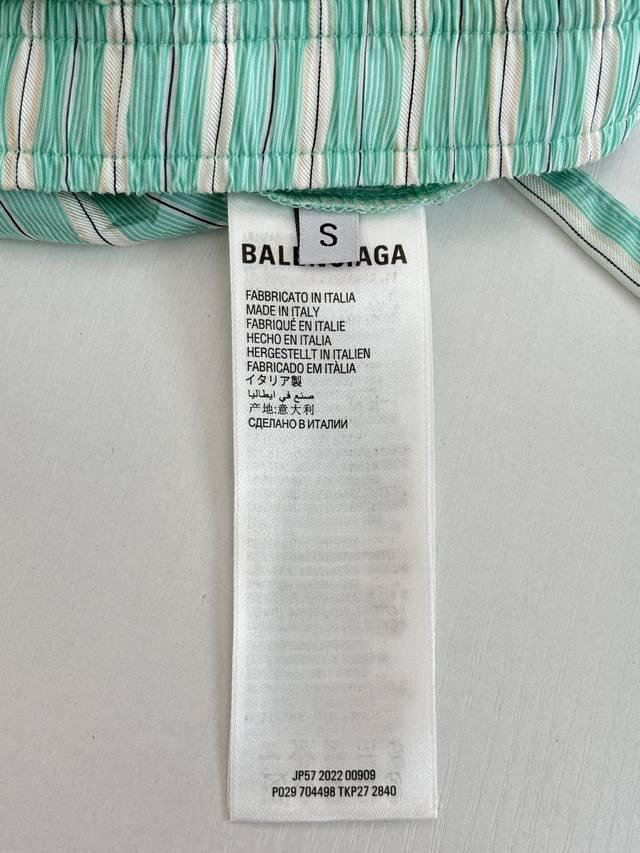 S
BALENCIAGA
FABBRICATO IN ITALIA
MADE IN ITALY
FABRIQUÉ EN ITALIE
HECHO EN ITALIA
HERGESTELLT IN ITALIEN
FABRICADO EM ITÀLIA
イタリア製
صنع في ايطاليا
产地:意大利
СДЕЛАНО В ИТАЛИИ
JP57 2022 00909
P029 704498 TKP27 2840